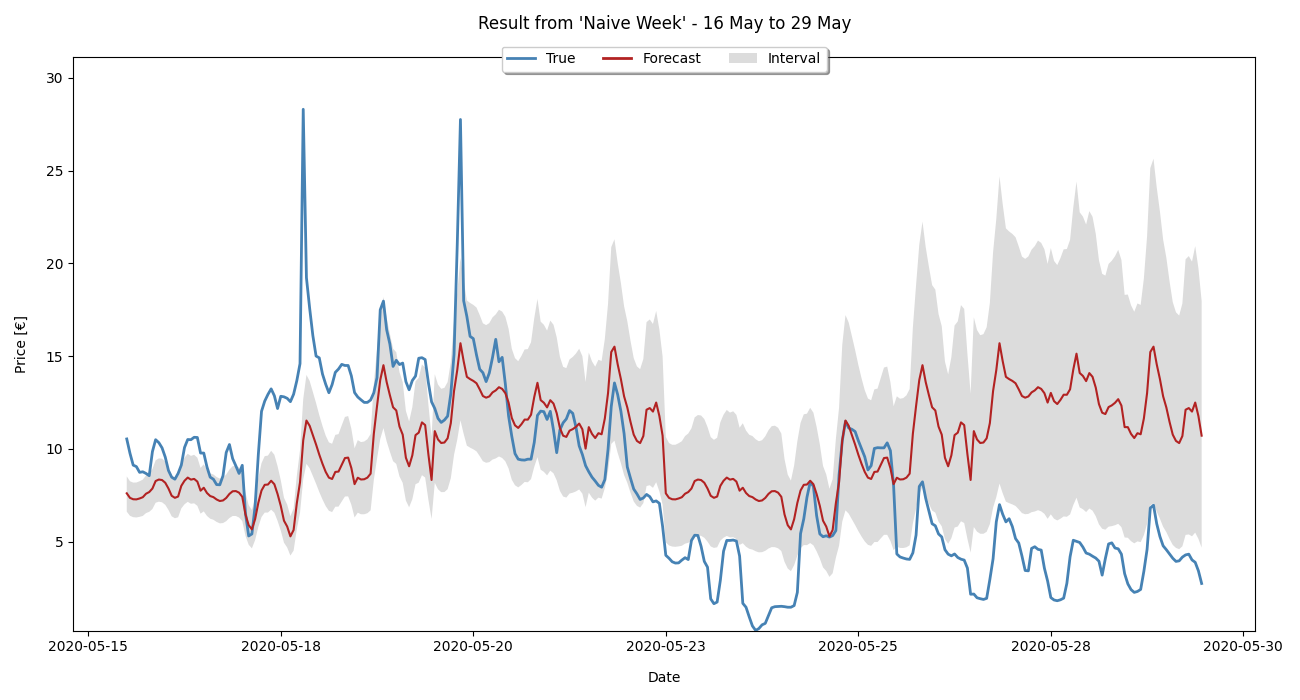 Result from 'Naive Week' - 16 May to 29 May
True Forecast Interval
30
25
20
15
10
5
Price [€]
2020-05-15 2020-05-18 2020-05-20 2020-05-23 2020-05-25 2020-05-28 2020-05-30
Date